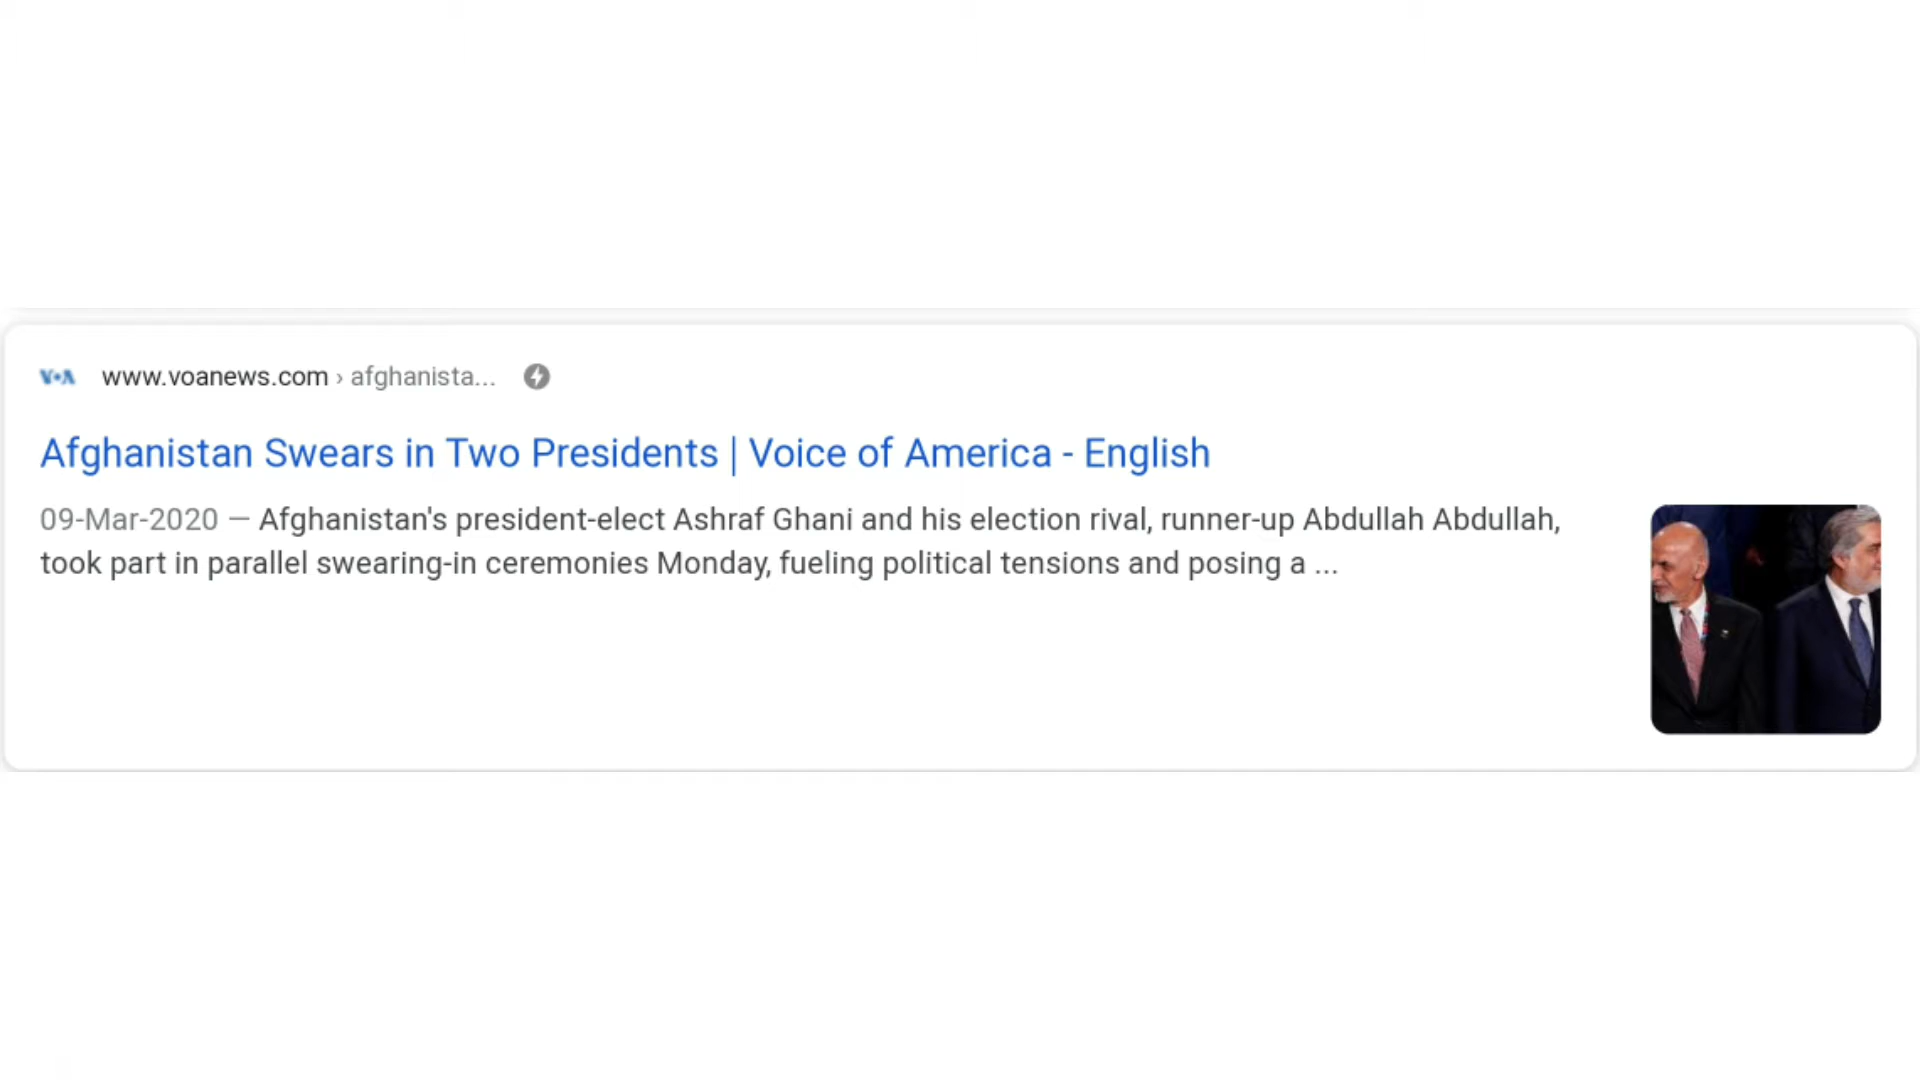 VOA www.voanews.com › afghanista...
Afghanistan Swears in Two Presidents | Voice of America - English
09-Mar-2020 — Afghanistan's president-elect Ashraf Ghani and his election rival, runner-up Abdullah Abdullah,
took part in parallel swearing-in ceremonies Monday, fueling political tensions and posing a ...